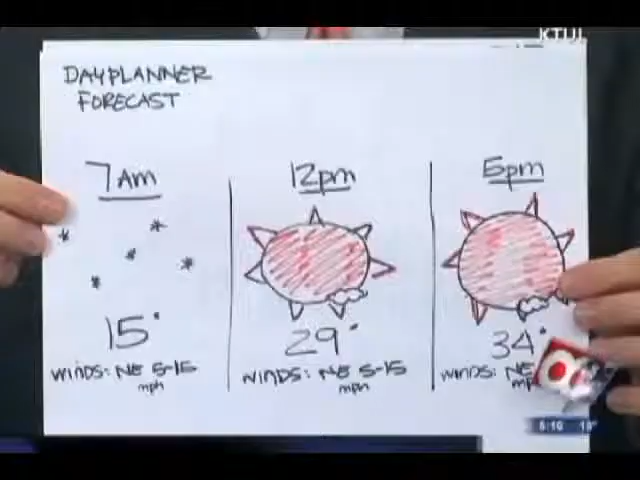 KTUL
DAYPLANNER
FORECAST
7AM
12pm
5pm
15°
29°
34°
WINDS: NE 5-15
mph
WINDS: NE 5-15
mph
WINDS: NE
8